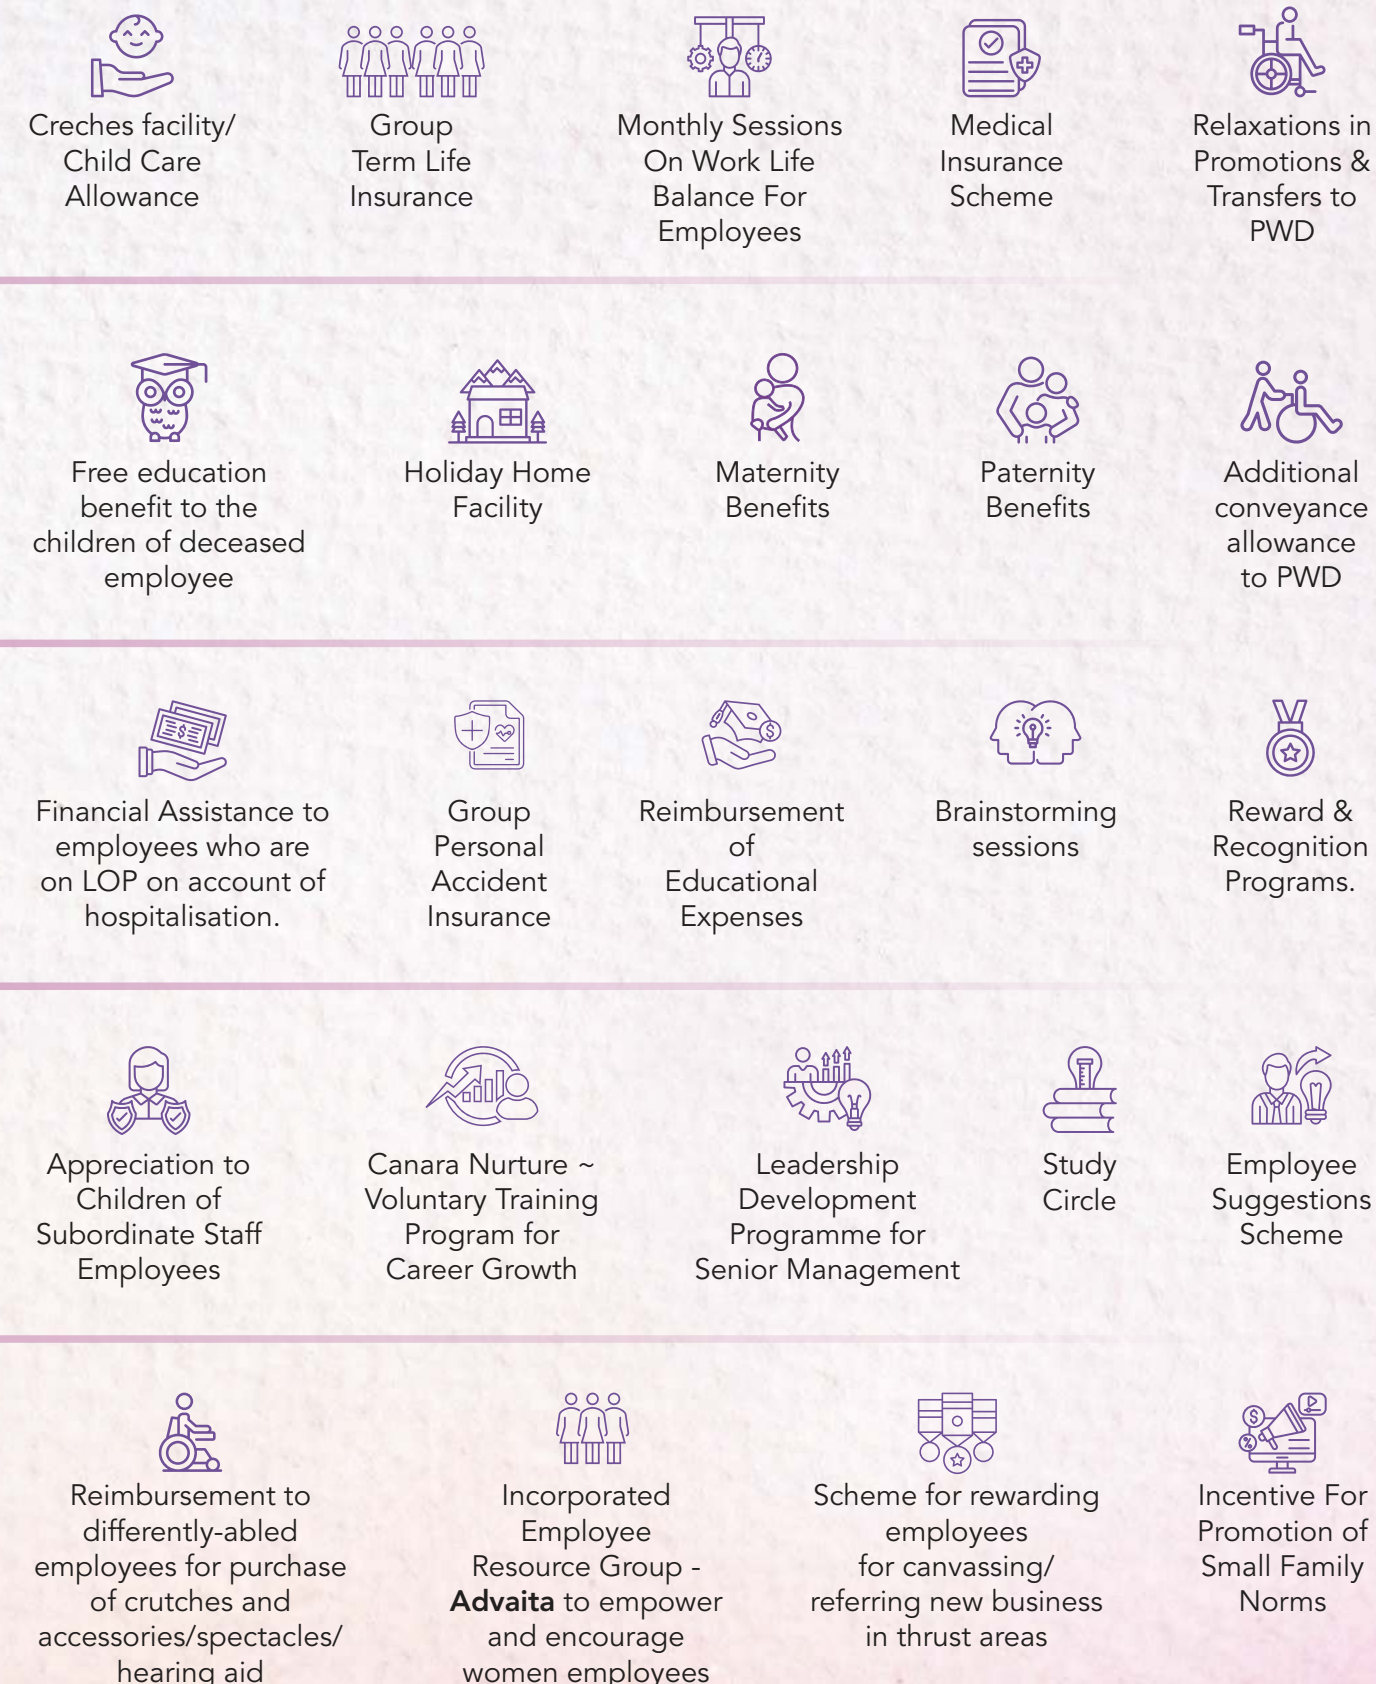 Creches facility/
Child Care
Allowance
Group
Term Life
Insurance
Monthly Sessions
On Work Life
Balance For
Employees
Medical
Insurance
Scheme
Relaxations in
Promotions &
Transfers to
PWD
Free education
benefit to the
children of deceased
employee
Holiday Home
Facility
Maternity
Benefits
Paternity
Benefits
Additional
conveyance
allowance
to PWD
Financial Assistance to
employees who are
on LOP on account of
hospitalisation.
Group
Personal
Accident
Insurance
Reimbursement
of
Educational
Expenses
Brainstorming
sessions
Reward &
Recognition
Programs.
Appreciation to
Children of
Subordinate Staff
Employees
Canara Nurture ~
Voluntary Training
Program for
Career Growth
Leadership
Development
Programme for
Senior Management
Study
Circle
Employee
Suggestions
Scheme
Reimbursement to
differently-abled
employees for purchase
of crutches and
accessories/spectacles/
hearing aid
Incorporated
Employee
Resource Group -
Advaita to empower
and encourage
women employees
Scheme for rewarding
employees
for canvassing/
referring new business
in thrust areas
Incentive For
Promotion of
Small Family
Norms